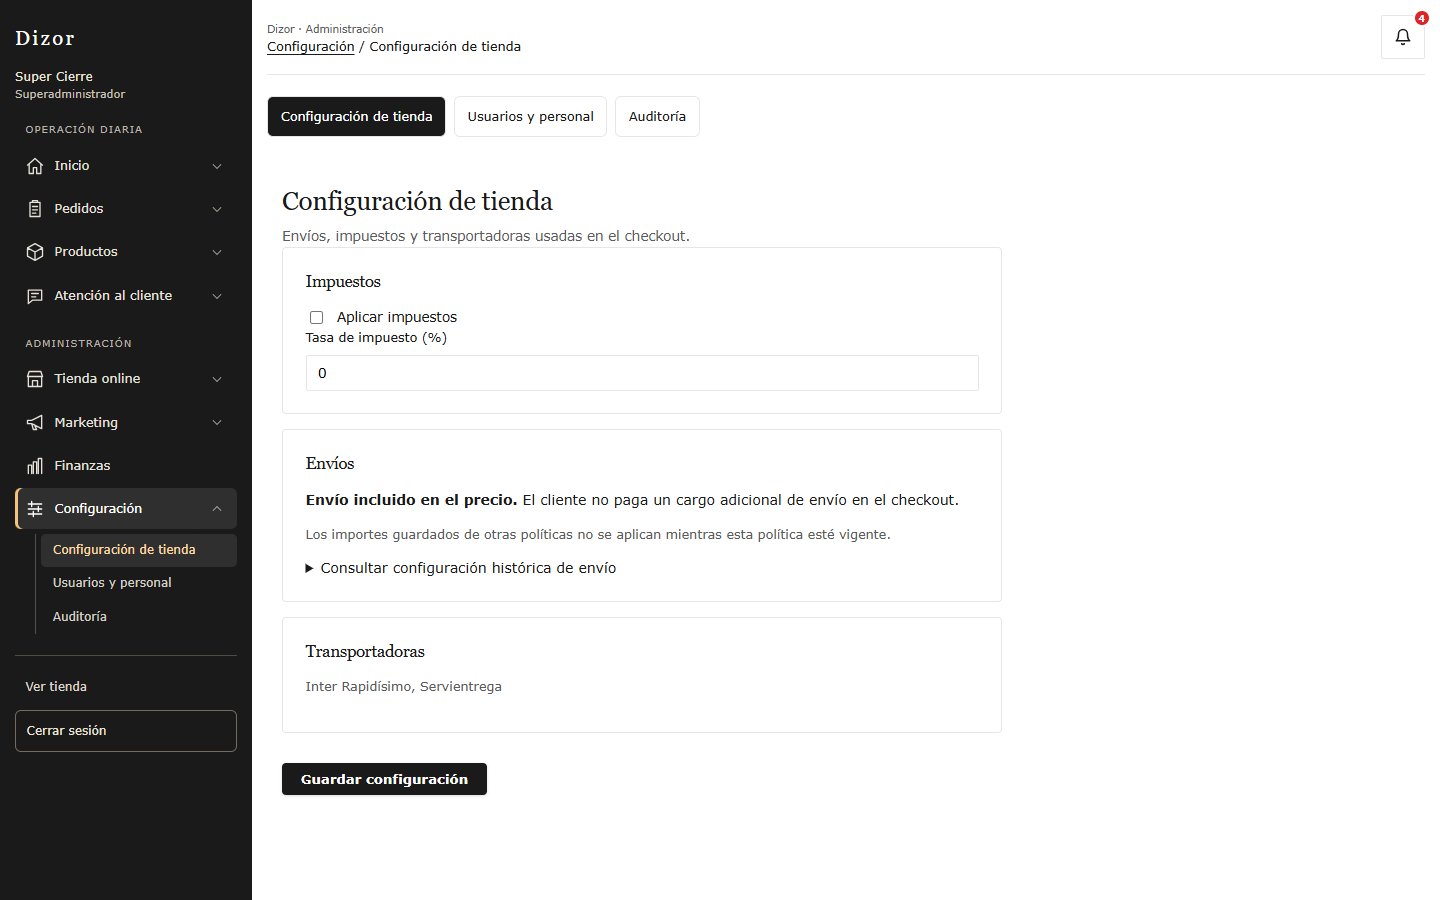 Dizor
Super Cierre
Superadministrador
OPERACIÓN DIARIA
Inicio
Pedidos
Productos
Atención al cliente
ADMINISTRACIÓN
Tienda online
Marketing
Finanzas
Configuración
Configuración de tienda
Usuarios y personal
Auditoría
Ver tienda
Cerrar sesión
Dizor · Administración
Configuración / Configuración de tienda
4
Configuración de tienda
Usuarios y personal
Auditoría
Configuración de tienda
Envíos, impuestos y transportadoras usadas en el checkout.
Impuestos
Aplicar impuestos
Tasa de impuesto (%)
0
Envíos
Envío incluido en el precio. El cliente no paga un cargo adicional de envío en el checkout.
Los importes guardados de otras políticas no se aplican mientras esta política esté vigente.
Consultar configuración histórica de envío
Transportadoras
Inter Rapidísimo, Servientrega
Guardar configuración